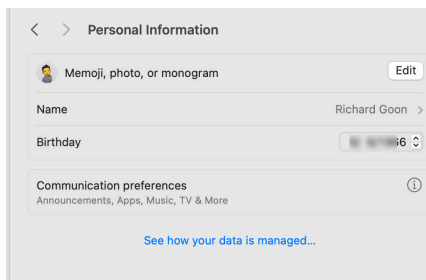 Personal Information
Memoji, photo, or monogram
Edit
Name
Richard Goon
Birthday
Communication preferences
Announcements, Apps, Music, TV & More
See how your data is managed...